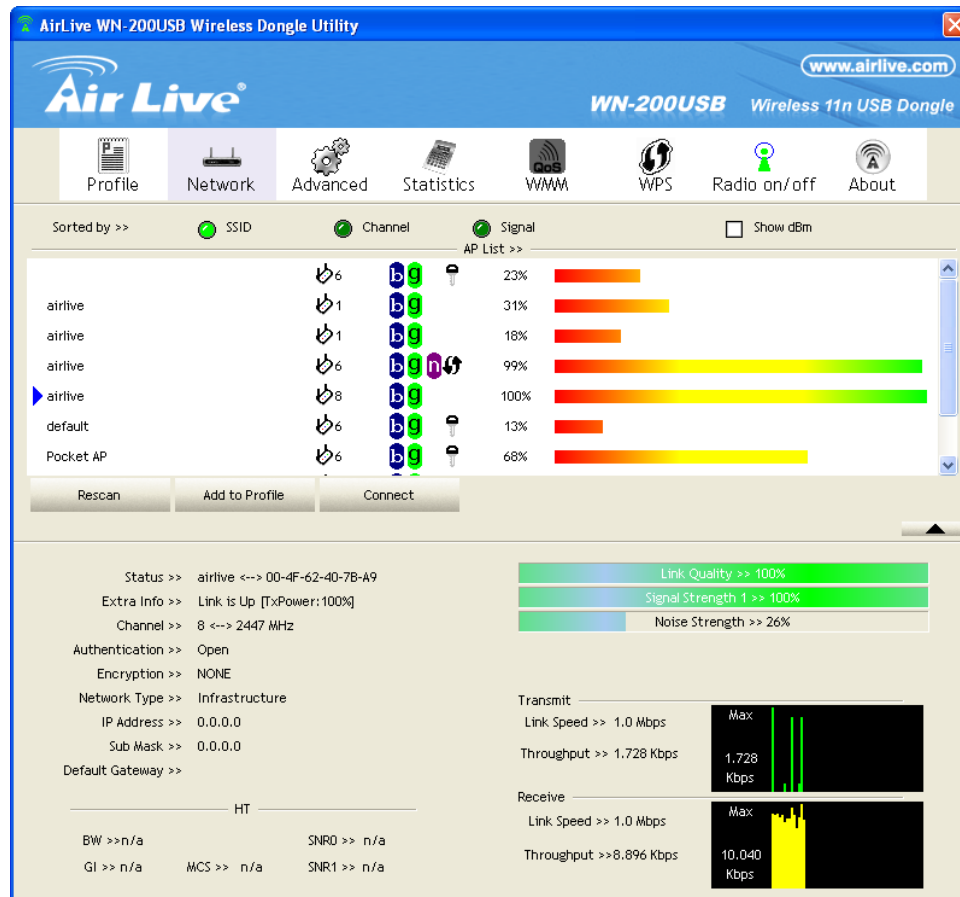 AirLive WN-200USB Wireless Dongle Utility
Air Live®
www.airlive.com
WN-200USB Wireless 11n USB Dongle
Profile Network Advanced Statistics QoS WMM WPS Radio on/off About
Sorted by >> SSID Channel Signal Show dBm
AP List >>
6 b g 23%
airlive 1 b g 31%
airlive 1 b g 18%
airlive 6 b g n 99%
airlive 8 b g 100%
default 6 b g 13%
Pocket AP 6 b g 68%
Rescan Add to Profile Connect
Status >> airlive <--> 00-4F-62-40-7B-A9
Extra Info >> Link is Up [TxPower:100%]
Channel >> 8 <--> 2447 MHz
Authentication >> Open
Encryption >> NONE
Network Type >> Infrastructure
IP Address >> 0.0.0.0
Sub Mask >> 0.0.0.0
Default Gateway >>
HT
BW >>n/a SNR0 >> n/a
GI >> n/a MCS >> n/a SNR1 >> n/a
Link Quality >> 100%
Signal Strength 1 >> 100%
Noise Strength >> 26%
Transmit
Link Speed >> 1.0 Mbps
Throughput >> 1.728 Kbps
Max
1.728
Kbps
Receive
Link Speed >> 1.0 Mbps
Throughput >>8.896 Kbps
Max
10.040
Kbps